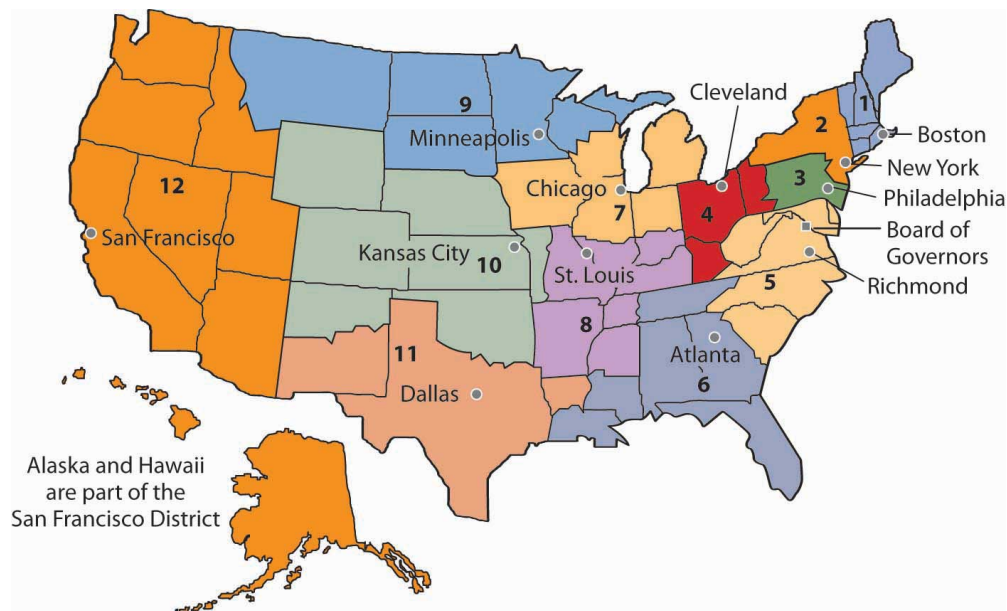 Cleveland
9
1
2
Minneapolis
Boston
New York
3
12
Chicago
Philadelphia
7
4
San Francisco
Board of
Governors
Kansas City
10
St. Louis
5
Richmond
8
11
Atlanta
6
Dallas
Alaska and Hawaii
are part of the
San Francisco District